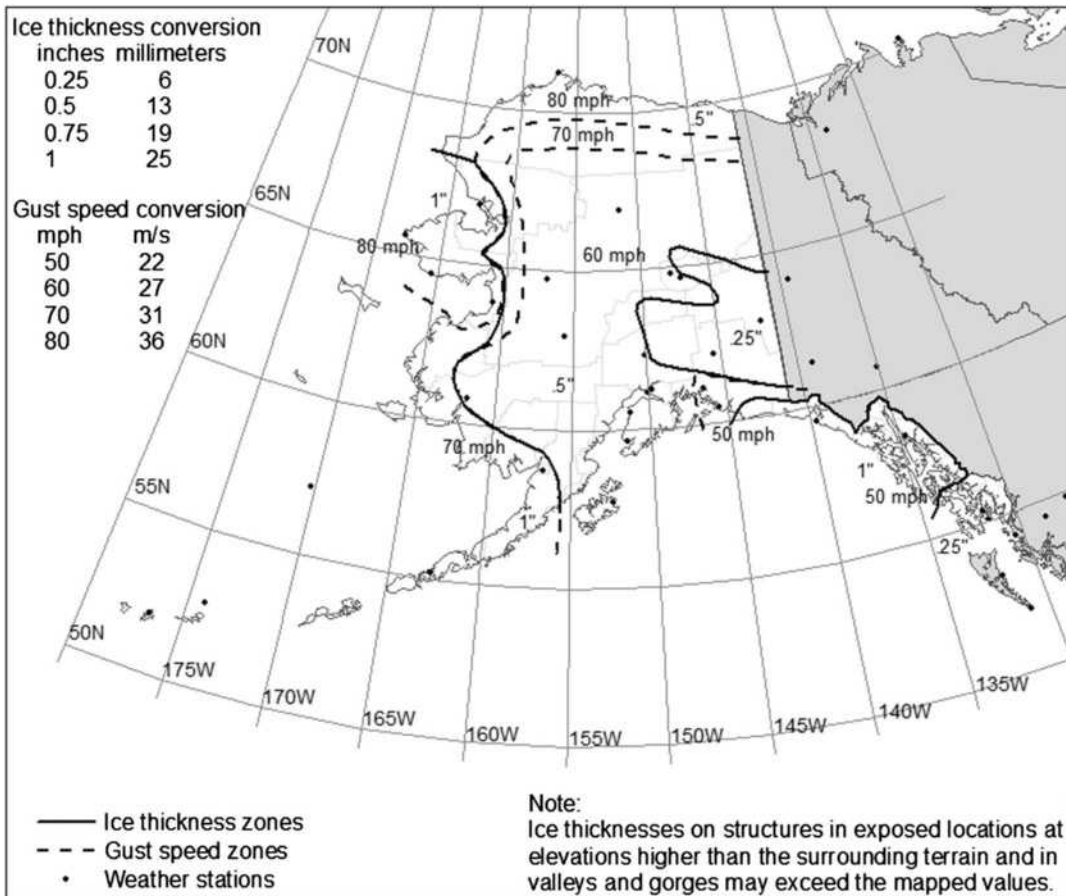 Ice thickness conversion
inches millimeters
0.25 6
0.5 13
0.75 19
1 25
Gust speed conversion
mph m/s
50 22
60 27
70 31
80 36
70N
65N
60N
55N
50N
80 mph
70 mph
.5"
1"
80 mph
60 mph
.25"
.5"
70 mph
50 mph
1"
50 mph
1"
.25"
175W
170W
165W
160W
155W
150W
145W
140W
135W
Ice thickness zones
Gust speed zones
Weather stations
Note:
Ice thicknesses on structures in exposed locations at
elevations higher than the surrounding terrain and in
valleys and gorges may exceed the mapped values.